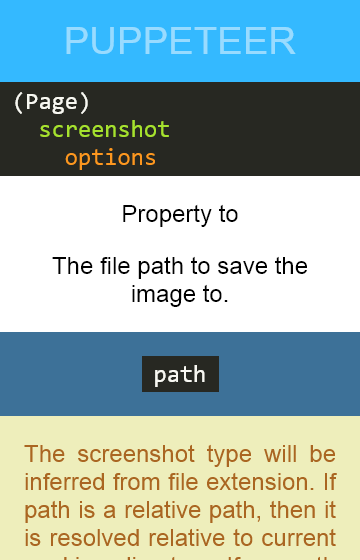 PUPPETEER
(Page)
screenshot
options
Property to
The file path to save the
image to.
path
The screenshot type will be
inferred from file extension. If
path is a relative path, then it
is resolved relative to current